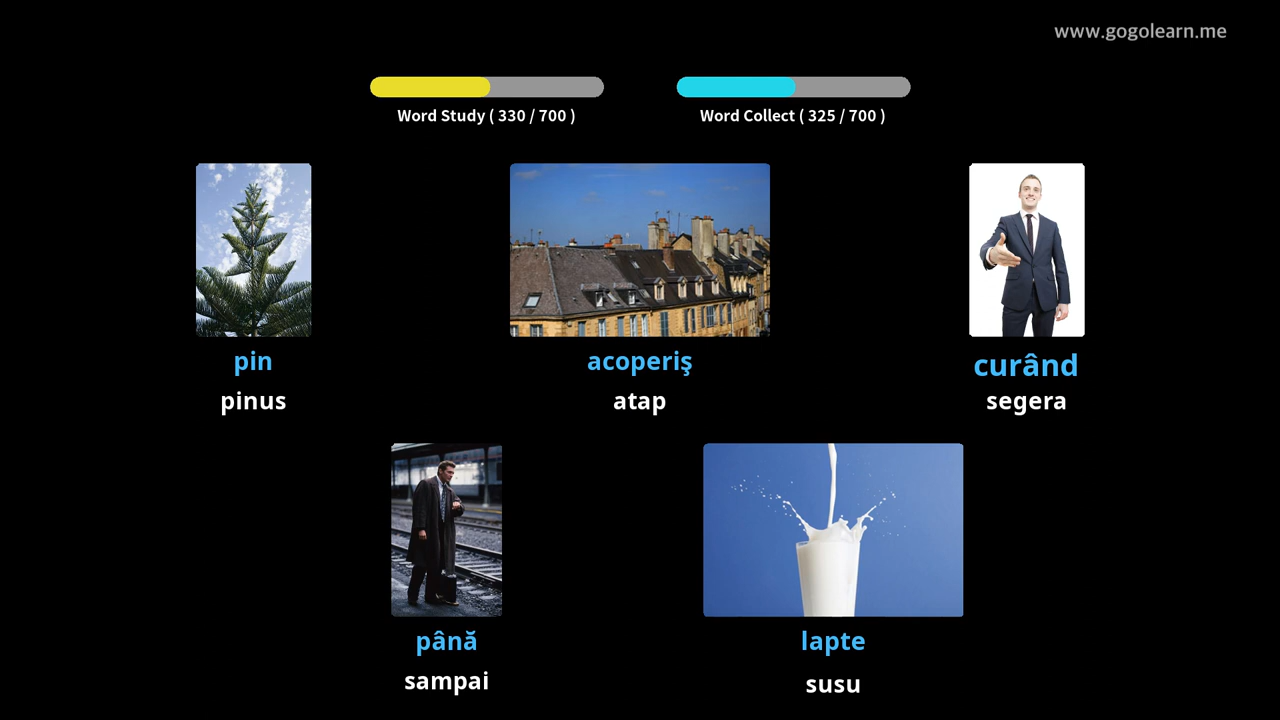 www.gogolearn.me
Word Study ( 330 / 700 )
Word Collect ( 325 / 700 )
pin
acoperiş
curând
pinus
atap
segera
până
lapte
sampai
susu